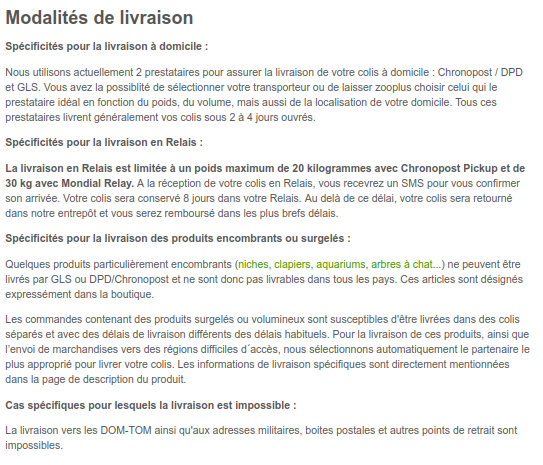 Modalités de livraison
Spécificités pour la livraison à domicile :
Nous utilisons actuellement 2 prestataires pour assurer la livraison de votre colis à domicile : Chronopost / DPD
et GLS. Vous avez la possiblité de sélectionner votre transporteur ou de laisser zooplus choisir celui qui le
prestataire idéal en fonction du poids, du volume, mais aussi de la localisation de votre domicile. Tous ces
prestataires livrent généralement vos colis sous 2 à 4 jours ouvrés.
Spécificités pour la livraison en Relais :
La livraison en Relais est limitée à un poids maximum de 20 kilogrammes avec Chronopost Pickup et de
30 kg avec Mondial Relay. A la réception de votre colis en Relais, vous recevrez un SMS pour vous confirmer
son arrivée. Votre colis sera conservé 8 jours dans votre Relais. Au delà de ce délai, votre colis sera retourné
dans notre entrepôt et vous serez remboursé dans les plus brefs délais.
Spécificités pour la livraison des produits encombrants ou surgelés :
Quelques produits particulièrement encombrants (niches, clapiers, aquariums, arbres à chat...) ne peuvent être
livrés par GLS ou DPD/Chronopost et ne sont donc pas livrables dans tous les pays. Ces articles sont désignés
expressément dans la boutique.
Les commandes contenant des produits surgelés ou volumineux sont susceptibles d'être livrées dans des colis
séparés et avec des délais de livraison différents des délais habituels. Pour la livraison de ces produits, ainsi que
l'envoi de marchandises vers des régions difficiles d´accès, nous sélectionnons automatiquement le partenaire le
plus approprié pour livrer votre colis. Les informations de livraison spécifiques sont directement mentionnées
dans la page de description du produit.
Cas spécifiques pour lesquels la livraison est impossible :
La livraison vers les DOM-TOM ainsi qu'aux adresses militaires, boites postales et autres points de retrait sont
impossibles.